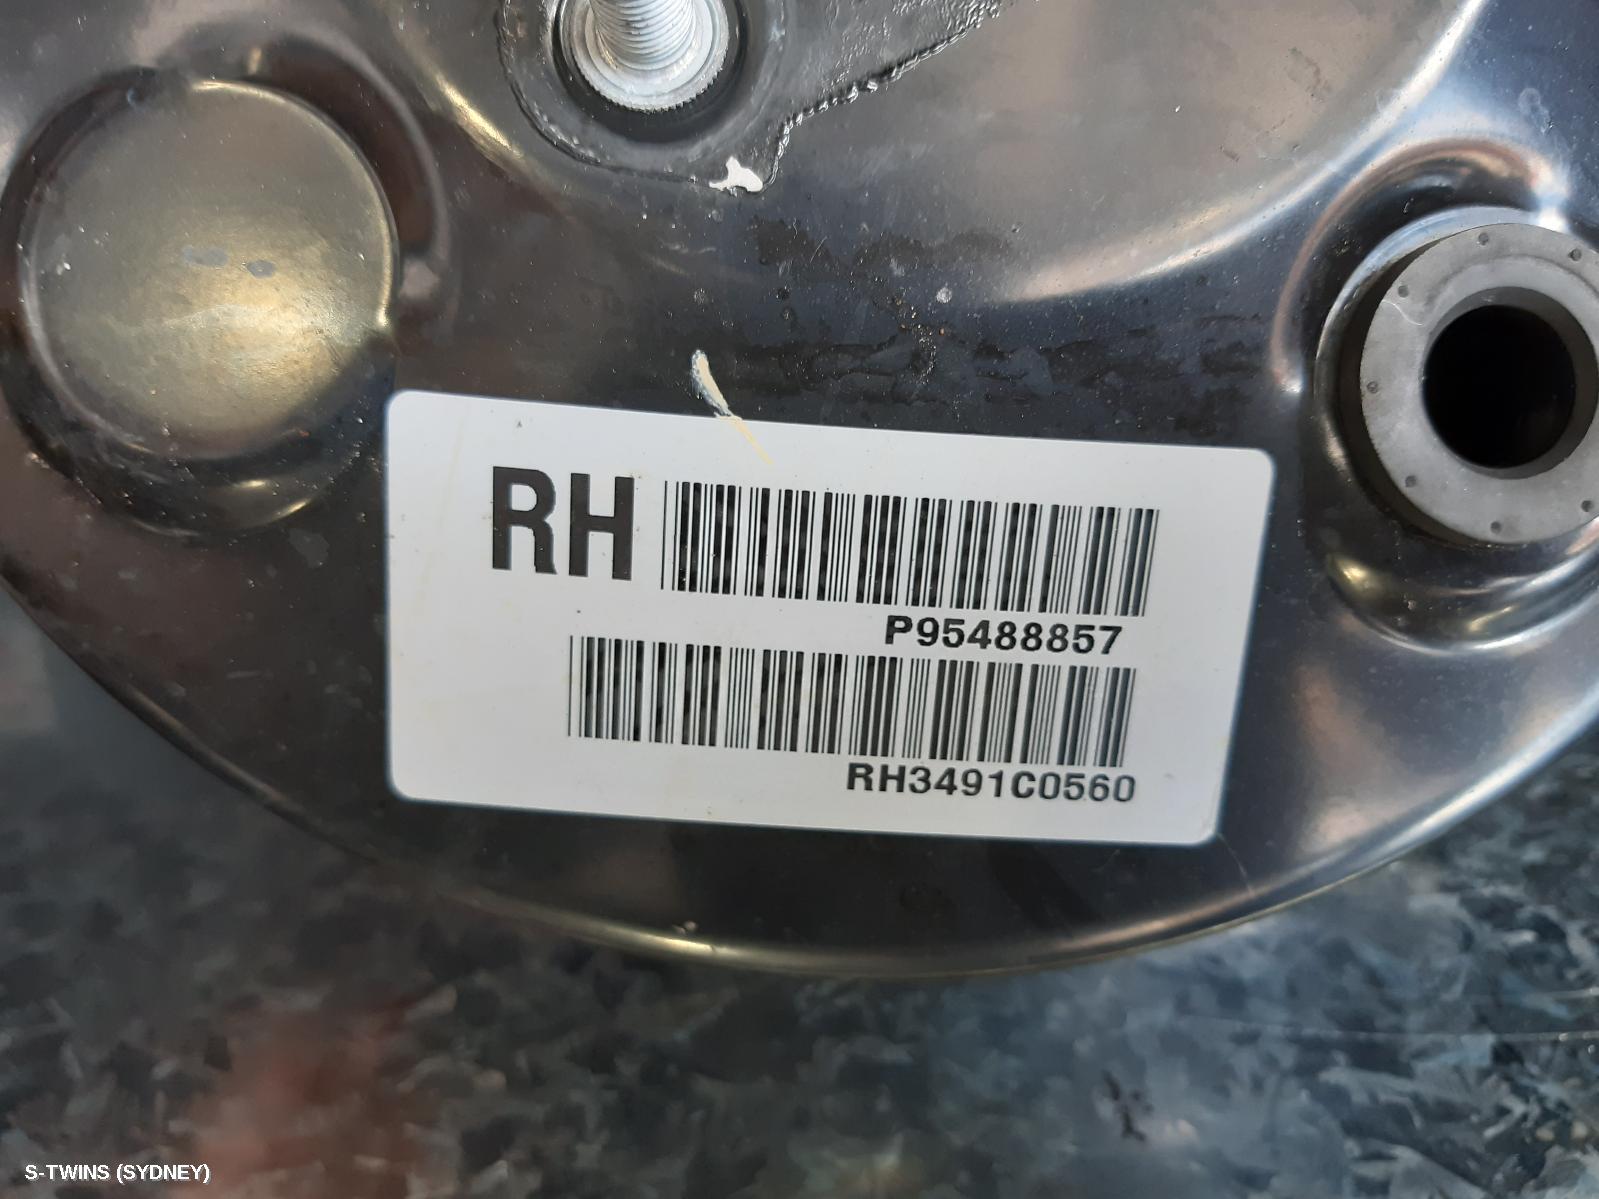 RH
P95488857
RH3491C0560
S-TWINS (SYDNEY)